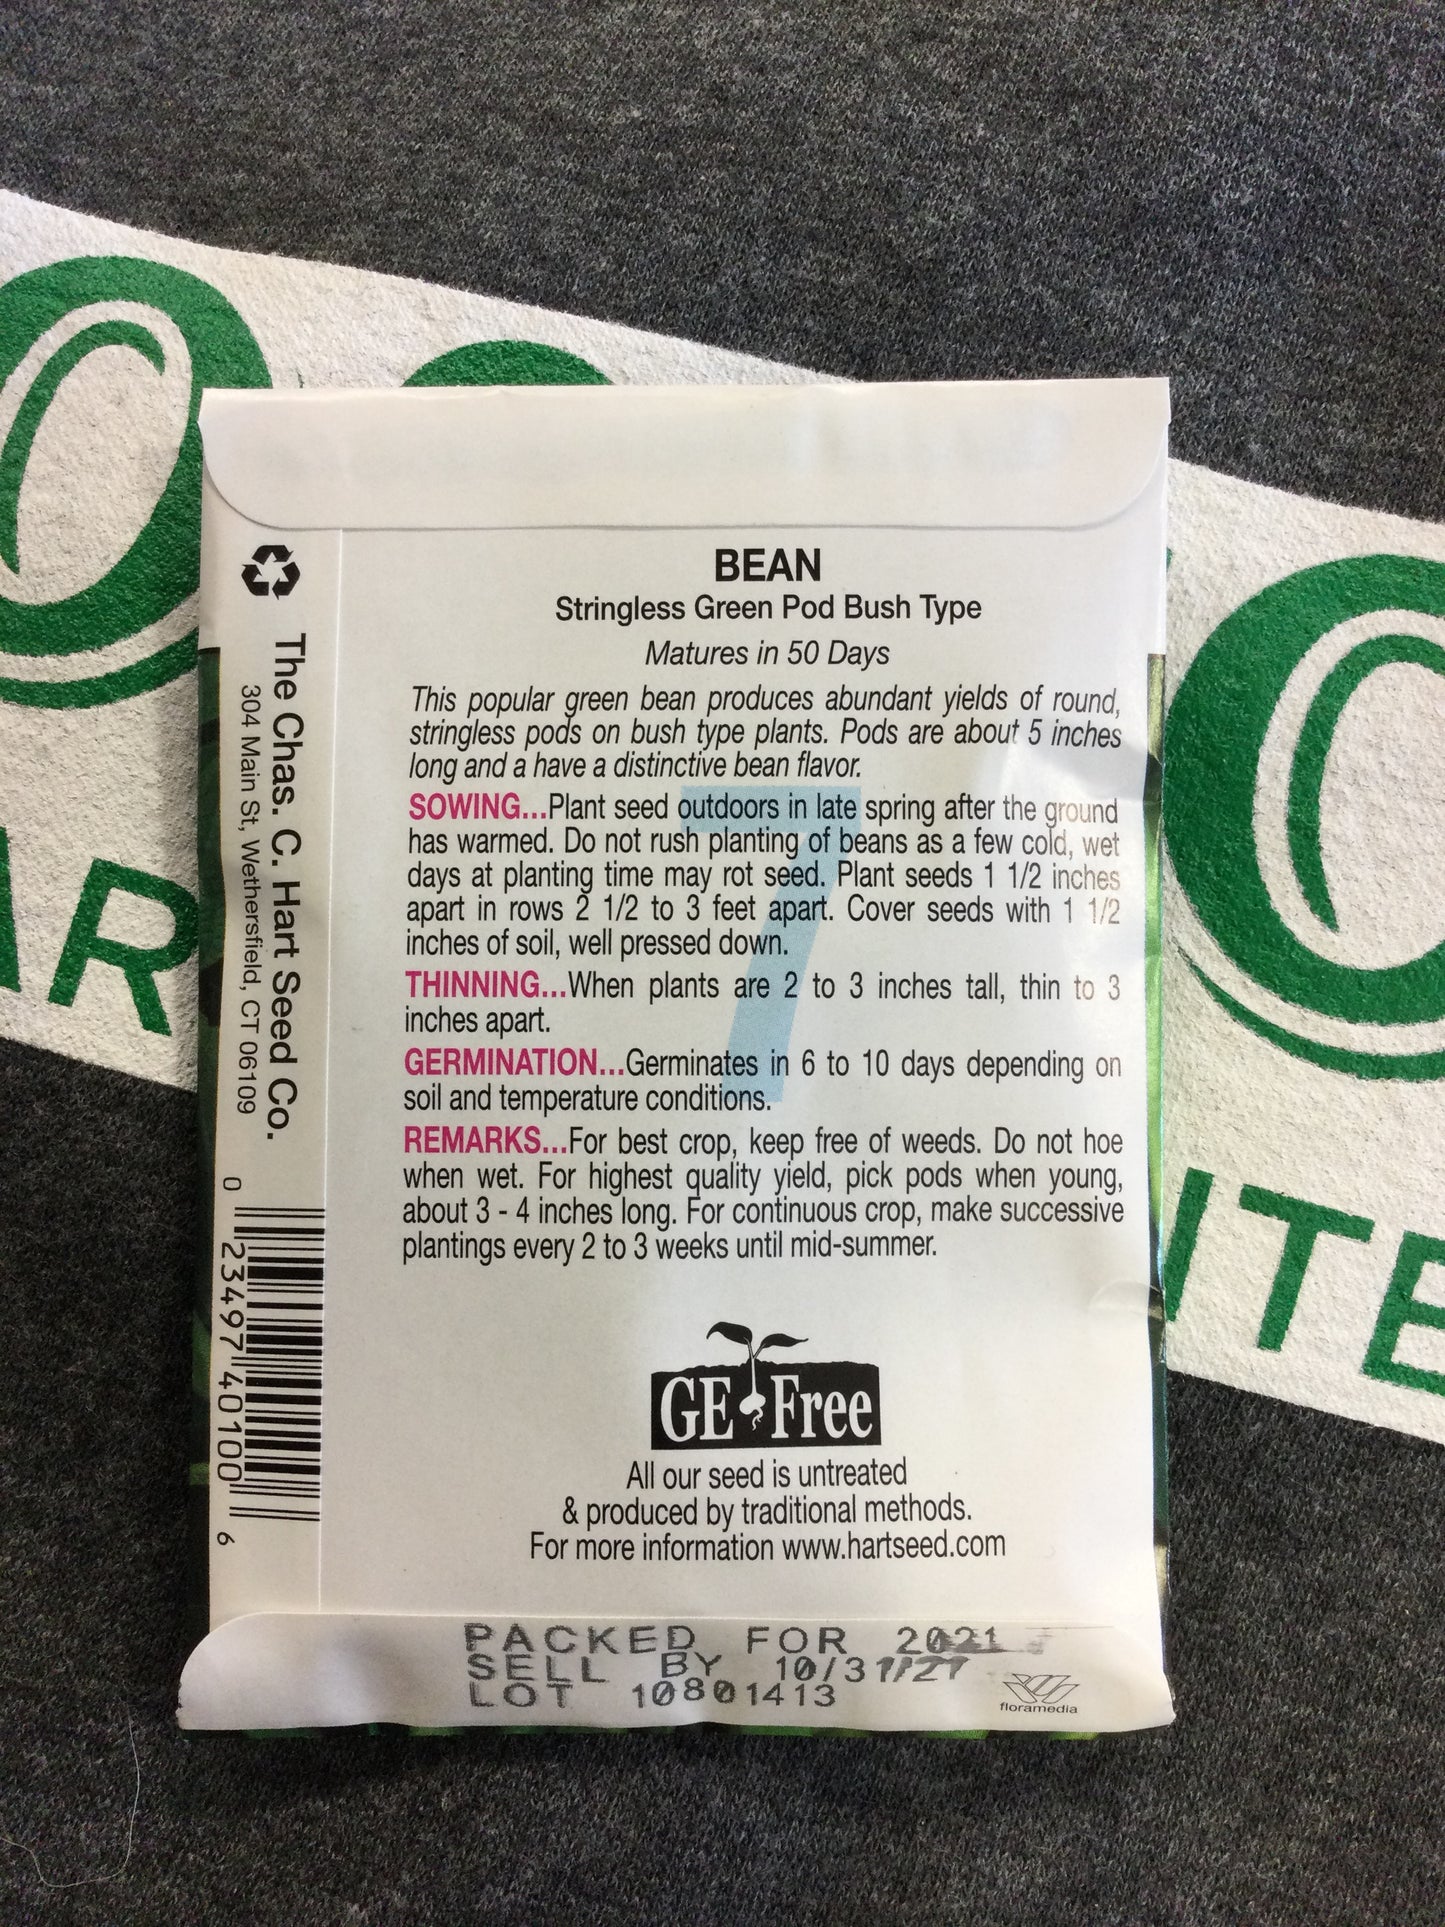 BEAN
Stringless Green Pod Bush Type
Matures in 50 Days
This popular green bean produces abundant yields of round,
stringless pods on bush type plants. Pods are about 5 inches
long and a have a distinctive bean flavor.
SOWING...Plant seed outdoors in late spring after the ground
has warmed. Do not rush planting of beans as a few cold, wet
days at planting time may rot seed. Plant seeds 1 1/2 inches
apart in rows 2 1/2 to 3 feet apart. Cover seeds with 1 1/2
inches of soil, well pressed down.
THINNING...When plants are 2 to 3 inches tall, thin to 3
inches apart.
GERMINATION...Germinates in 6 to 10 days depending on
soil and temperature conditions.
REMARKS...For best crop, keep free of weeds. Do not hoe
when wet. For highest quality yield, pick pods when young,
about 3 - 4 inches long. For continuous crop, make successive
plantings every 2 to 3 weeks until mid-summer.
7
GE Free
All our seed is untreated
& produced by traditional methods.
For more information www.hartseed.com
PACKED FOR 2021
SELL BY 10/31/21
LOT 10801413
floramedia
The Chas. C. Hart Seed Co.
304 Main St, Wethersfield, CT 06109
0 23497 40100 6